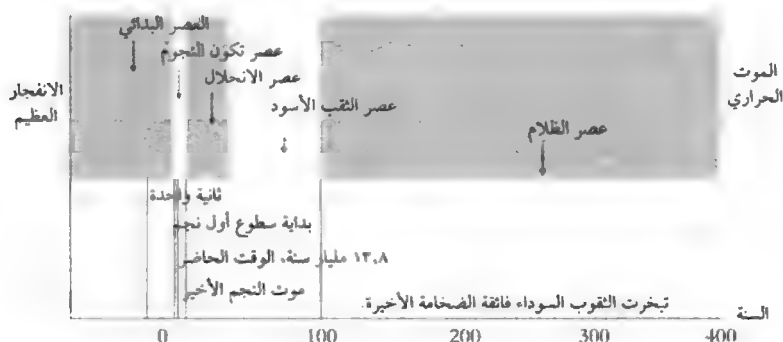 العصر البدائي
عصر تكون النجوم
عصر الانحلال
عصر الثقب الأسود
عصر الظلام
الانفجار
العظيم
الموت
الحراري
ثانية واحدة
بداية سطوع أول نجم
١٣,٨ مليار سنة، الوقت الحاضر
موت النجم الأخير
تبخرت الثقوب السوداء فائقة الضخامة الأخيرة.
السنة
0 100 200 300 400